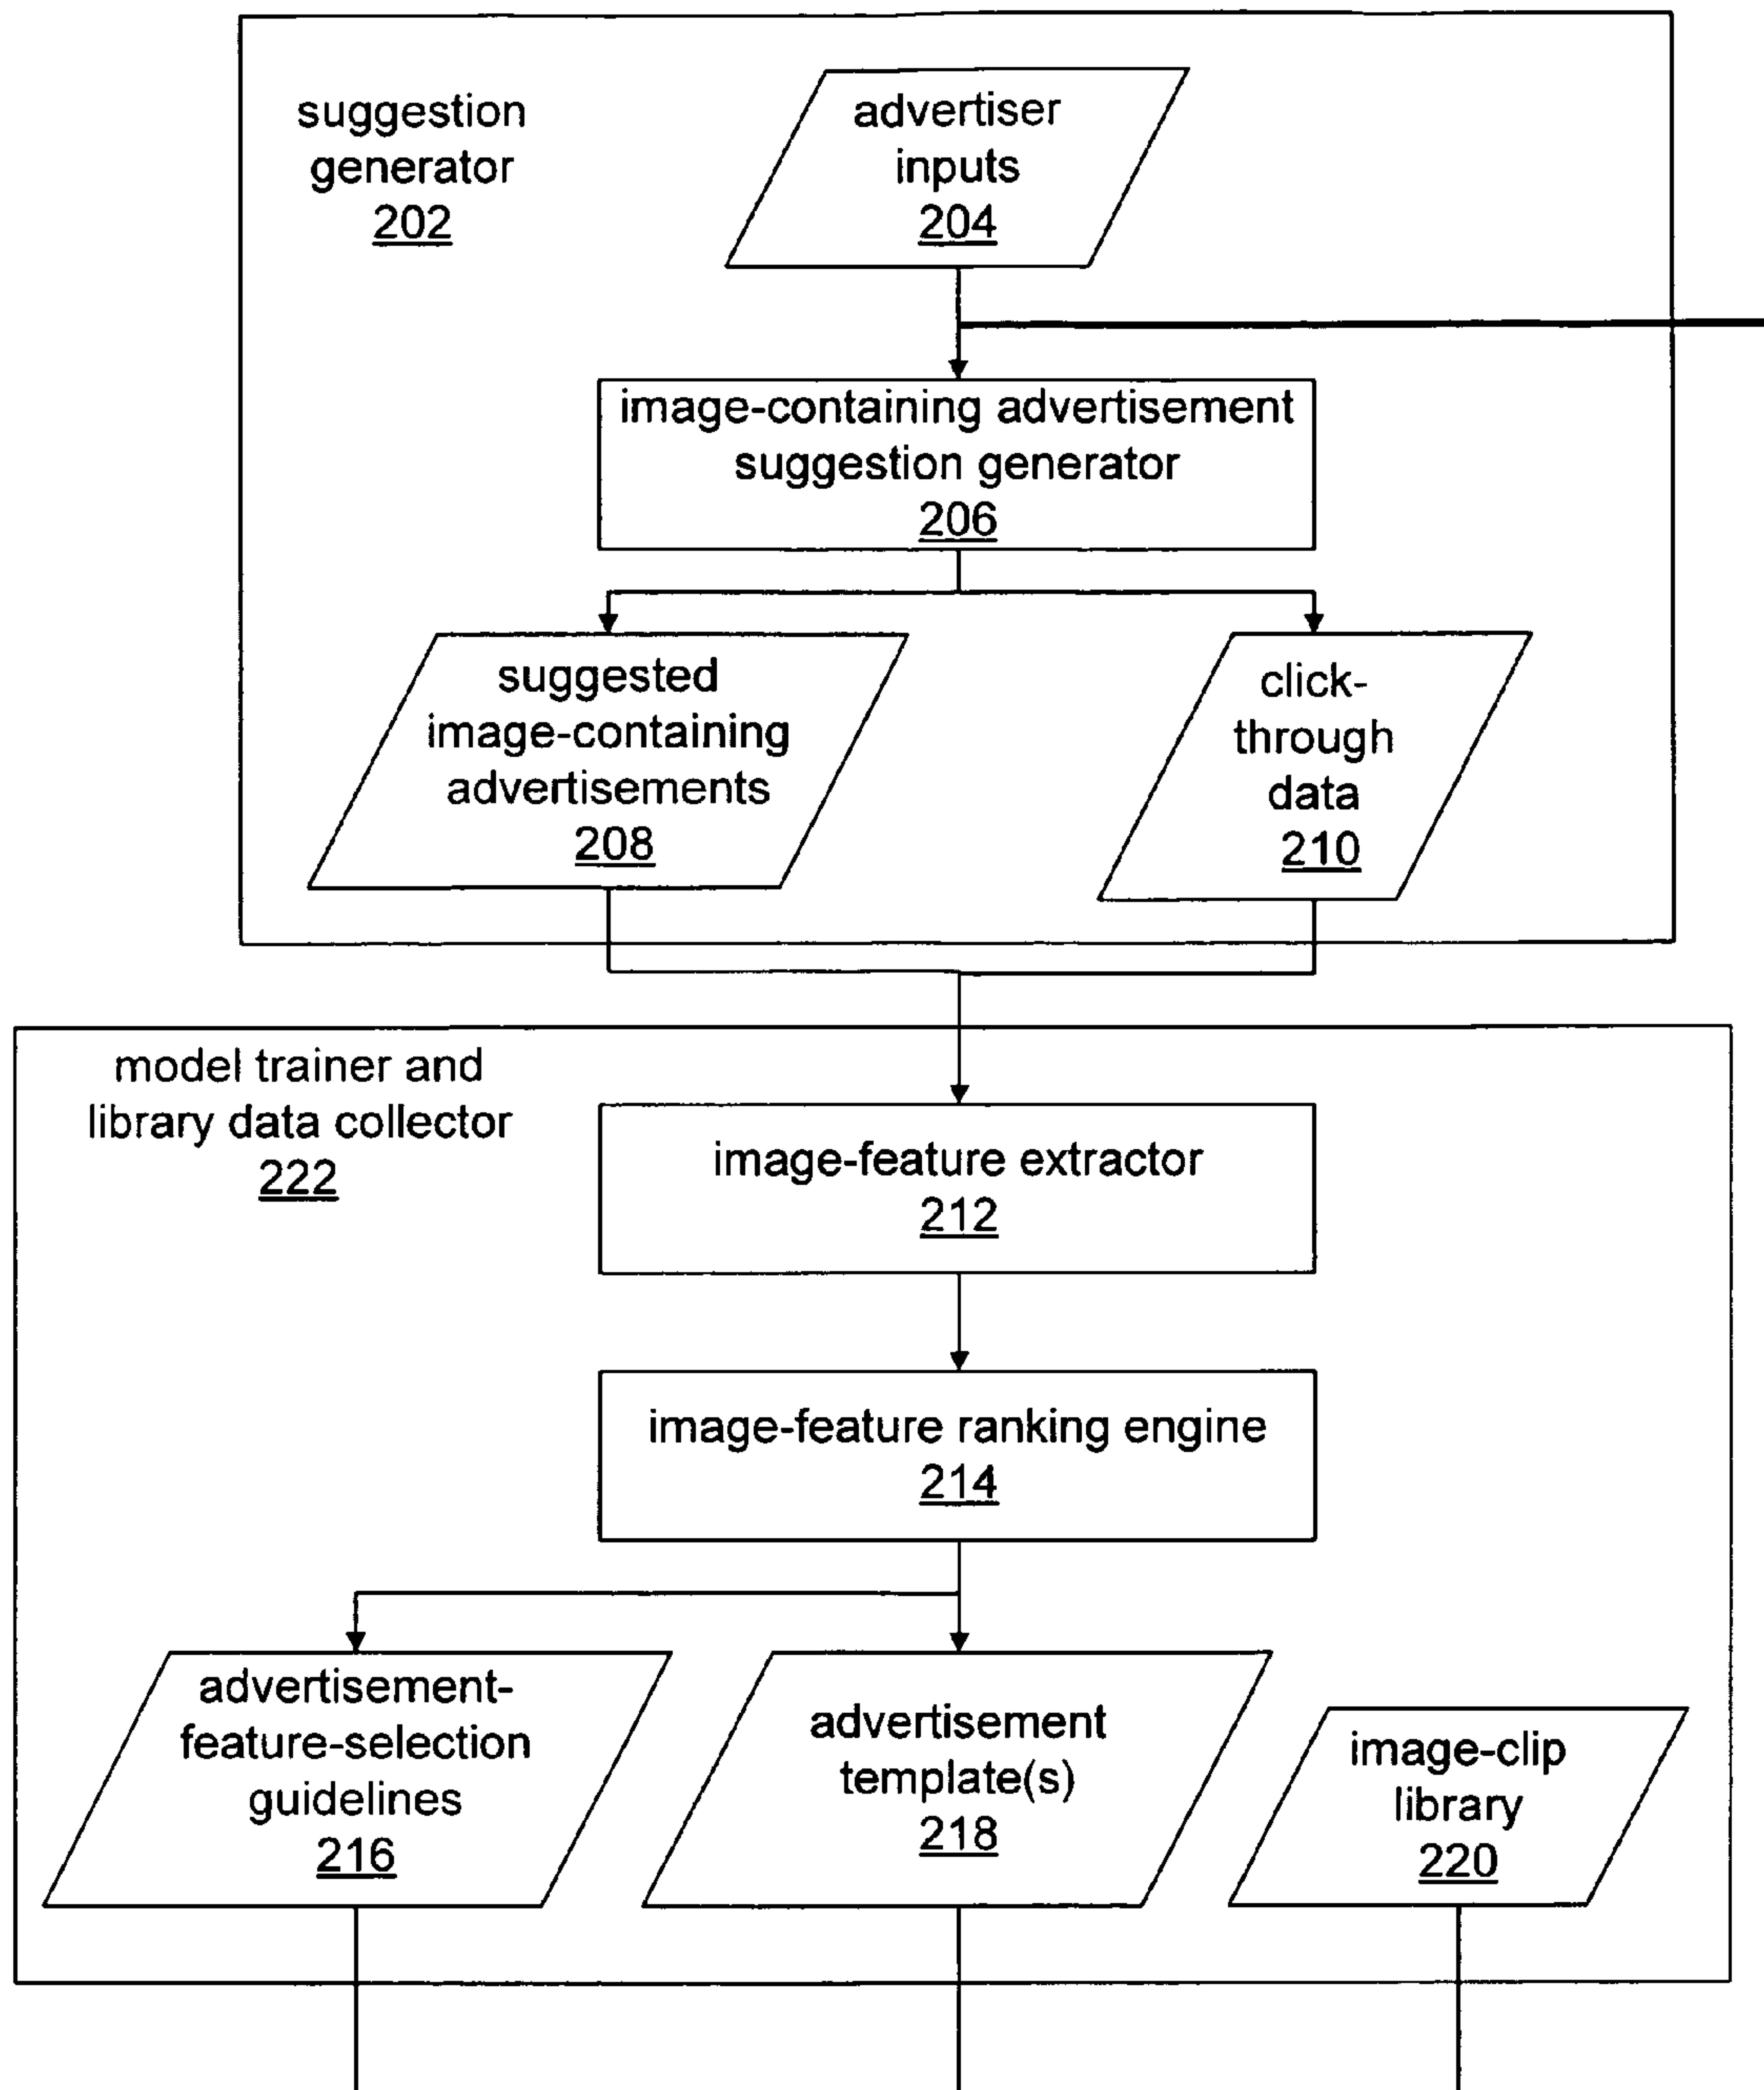 suggestion
generator
202
advertiser
inputs
204
image-containing advertisement
suggestion generator
206
suggested
image-containing
advertisements
208
click-
through
data
210
model trainer and
library data collector
222
image-feature extractor
212
image-feature ranking engine
214
advertisement-
feature-selection
guidelines
216
advertisement
template(s)
218
image-clip
library
220